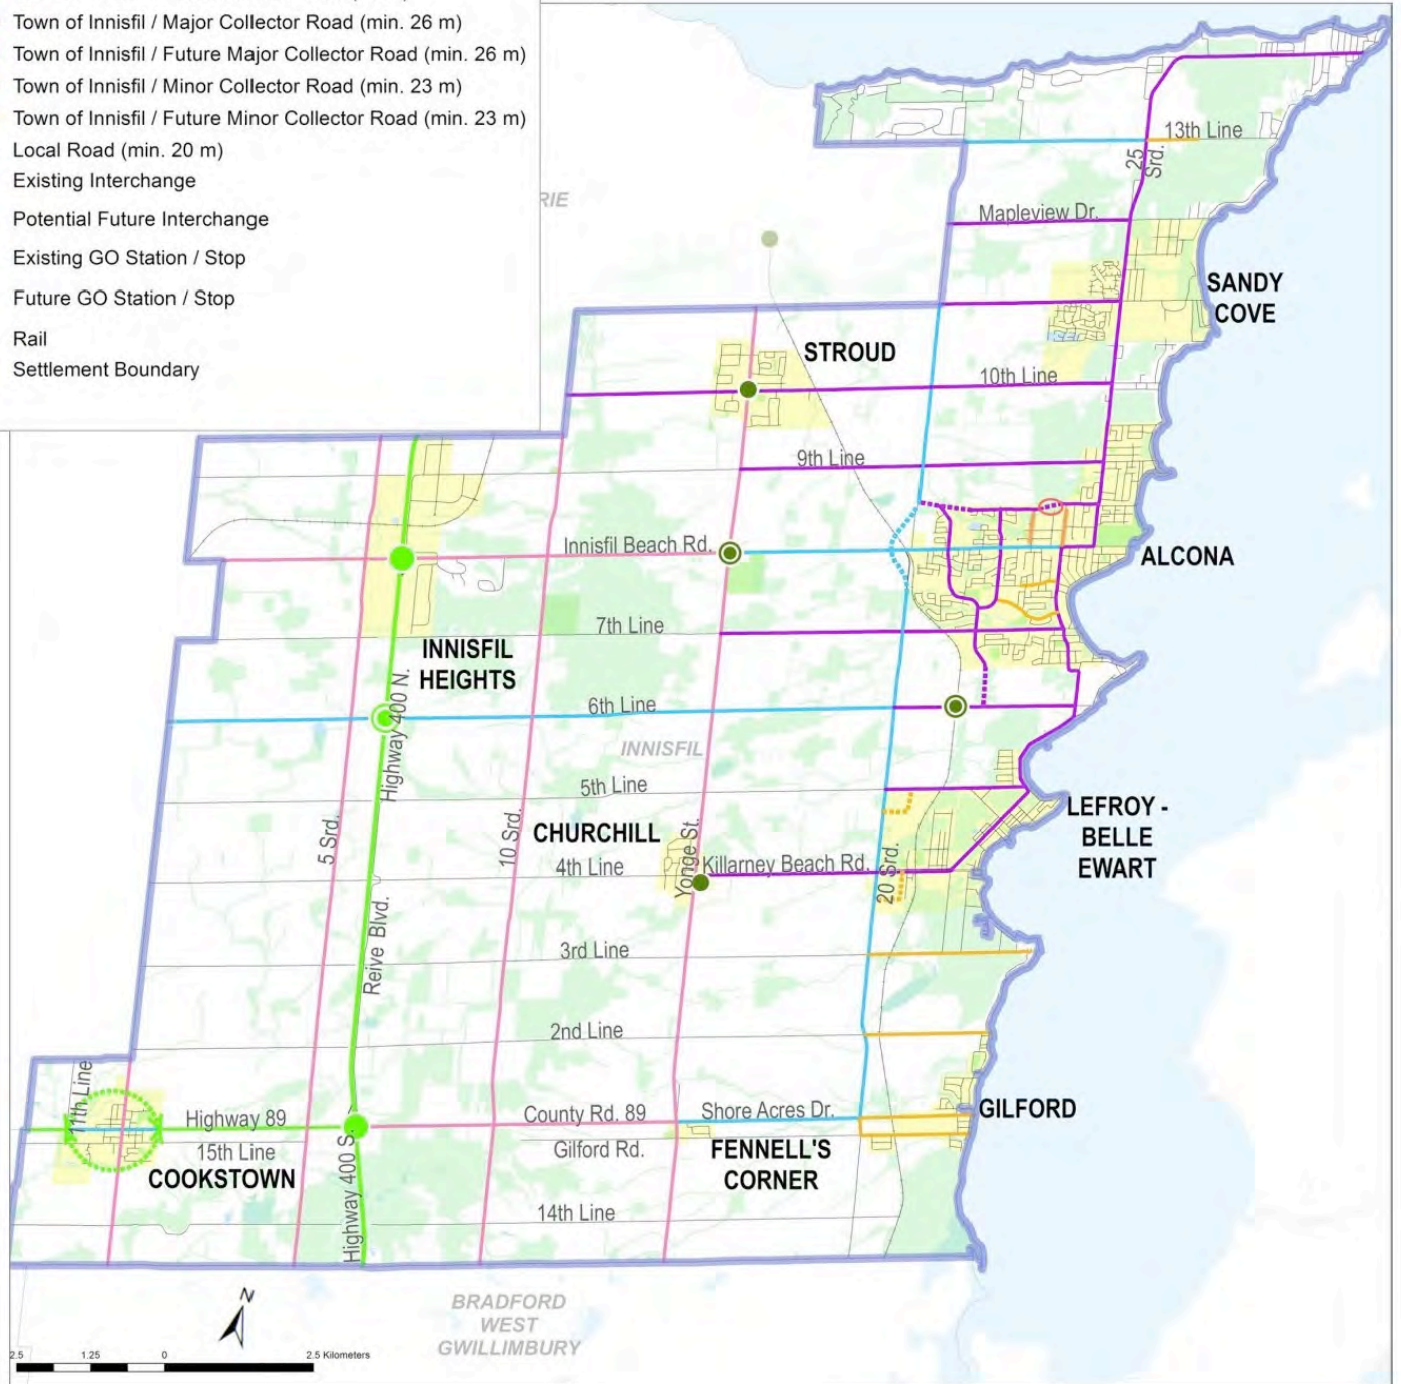 Town of Innisfil / Major Collector Road (min. 26 m)
Town of Innisfil / Future Major Collector Road (min. 26 m)
Town of Innisfil / Minor Collector Road (min. 23 m)
Town of Innisfil / Future Minor Collector Road (min. 23 m)
Local Road (min. 20 m)
Existing Interchange
Potential Future Interchange
Existing GO Station / Stop
Future GO Station / Stop
Rail
Settlement Boundary
13th Line
25
Srd.
RIE
Mapleview Dr.
SANDY
COVE
STROUD
10th Line
9th Line
Innisfil Beach Rd.
ALCONA
7th Line
INNISFIL
HEIGHTS
Highway 400 N.
6th Line
INNISFIL
5th Line
LEFROY -
BELLE
EWART
5 Srd.
10 Srd.
CHURCHILL
Yonge St.
Killarney Beach Rd.
4th Line
20 Srd.
Reive Blvd.
3rd Line
2nd Line
11th Line
Highway 89
County Rd. 89
Shore Acres Dr.
GILFORD
15th Line
Gilford Rd.
FENNELL'S
CORNER
COOKSTOWN
Highway 400 S.
14th Line
N
BRADFORD
WEST
GWILLIMBURY
2.5 1.25 0 2.5 Kilometers